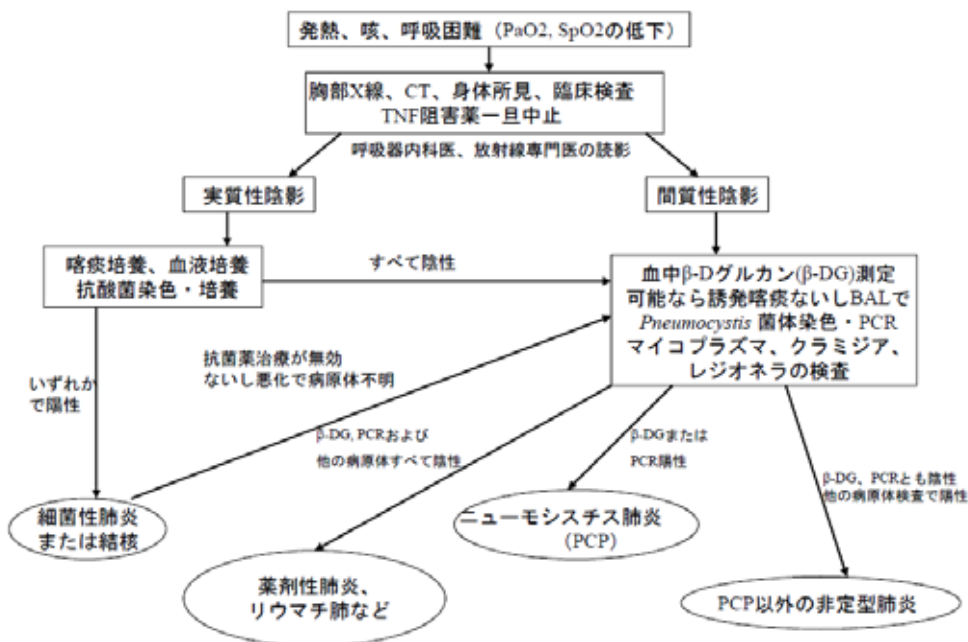 発熱、咳、呼吸困難（PaO2, SpO2の低下）
胸部X線、CT、身体所見、臨床検査
TNF阻害薬一旦中止
呼吸器内科医、放射線専門医の読影
実質性陰影
間質性陰影
喀痰培養、血液培養
抗酸菌染色・培養
すべて陰性
血中β-Dグルカン(β-DG)測定
可能なら誘発喀痰ないしBALで
Pneumocystis 菌体染色・PCR
マイコプラズマ、クラミジア、
レジオネラの検査
抗菌薬治療が無効
ないし悪化で病原体不明
いずれか
で陽性
β-DG, PCRおよび
他の病原体すべて陰性
β-DGまたは
PCR陽性
β-DG、PCRとも陰性
他の病原体検査で陽性
細菌性肺炎
または結核
ニューモシスチス肺炎
（PCP）
薬剤性肺炎、
リウマチ肺など
PCP以外の非定型肺炎